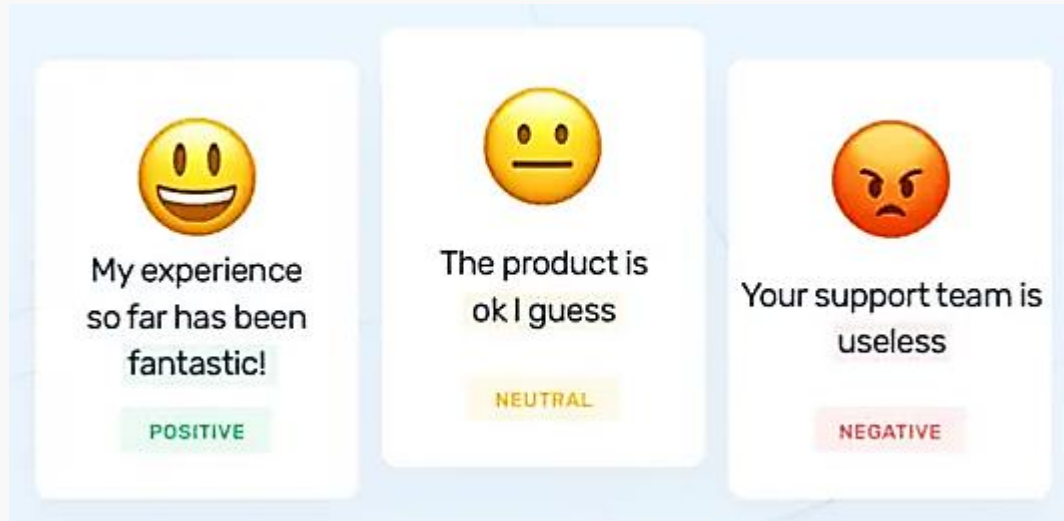 My experience
so far has been
fantastic!
POSITIVE
The product is
ok I guess
NEUTRAL
Your support team is
useless
NEGATIVE